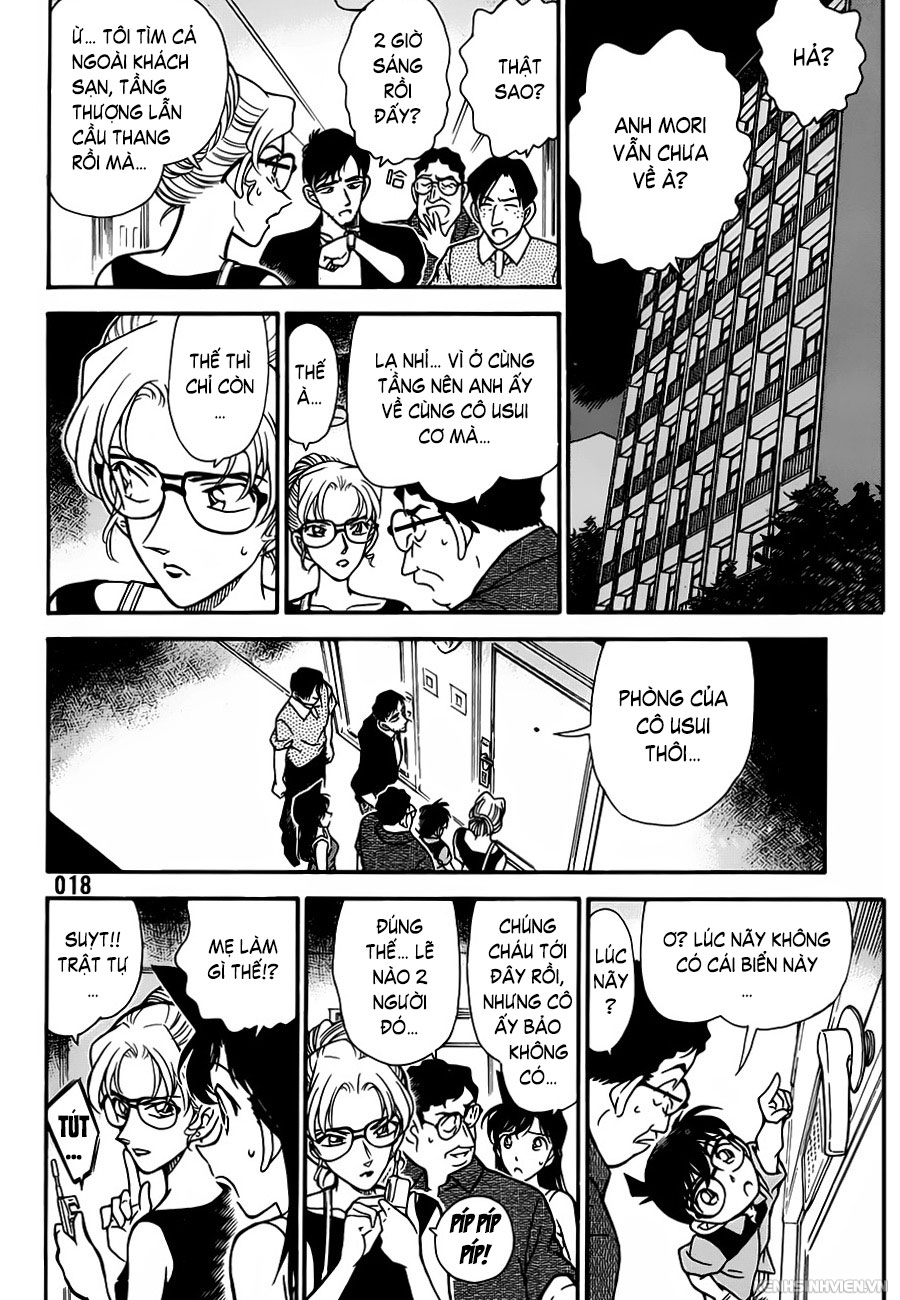 HẢ?
ANH MORI
VẪN CHƯA
VỀ À?
THẬT
SAO?
2 GIỜ
SÁNG
RỒI
ĐẤY?
哈
Ừ... TÔI TÌM CẢ
NGOÀI KHÁCH
SẠN, TẦNG
THƯỢNG LẪN
CẦU THANG
RỒI MÀ...
LẠ NHỈ... VÌ Ở CÙNG
TẦNG NÊN ANH ẤY
VỀ CÙNG CÔ USUI
CƠ MÀ...
THẾ
À...
THẾ THÌ
CHỈ CÒN
...
PHÒNG CỦA
CÔ USUI
THÔI...
018
Ơ? LÚC NÃY KHÔNG
CÓ CÁI BIỂN NÀY
...
LÚC
NÃY
?
CHÚNG
CHÁU TỚI
ĐÂY RỒI,
NHƯNG CÔ
ẤY BẢO
KHÔNG
CÓ...
ĐÚNG
THẾ... LẼ
NÀO 2
NGƯỜI
ĐÓ...
PÍP PÍP
PÍP!
MẸ LÀM
GÌ THẾ!?
SUYT!!
TRẬT TỰ
...
TÚT
...
KENHSINHVIEN.VN